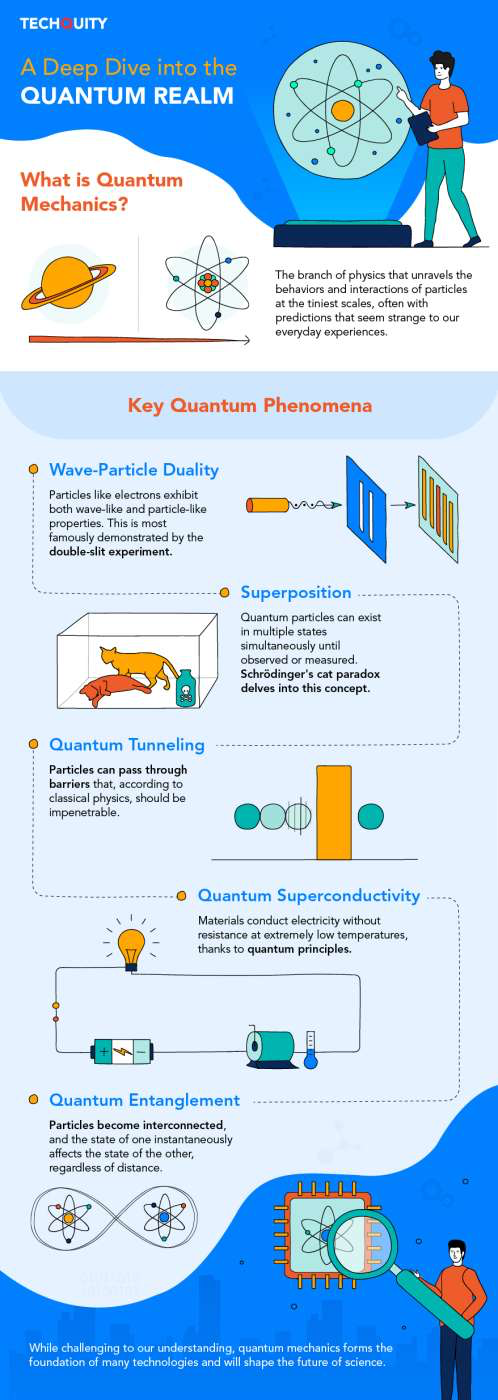 TECHQUITY
A Deep Dive into the
QUANTUM REALM
What is Quantum
Mechanics?
The branch of physics that unravels the
behaviors and interactions of particles
at the tiniest scales, often with
predictions that seem strange to our
everyday experiences.
Key Quantum Phenomena
Wave-Particle Duality
Particles like electrons exhibit
both wave-like and particle-like
properties. This is most
famously demonstrated by the
double-slit experiment.
Superposition
Quantum particles can exist
in multiple states
simultaneously until
observed or measured.
Schrödinger's cat paradox
delves into this concept.
Quantum Tunneling
Particles can pass through
barriers that, according to
classical physics, should be
impenetrable.
Quantum Superconductivity
Materials conduct electricity without
resistance at extremely low temperatures,
thanks to quantum principles.
+ −
Quantum Entanglement
Particles become interconnected,
and the state of one instantaneously
affects the state of the other,
regardless of distance.
While challenging to our understanding, quantum mechanics forms the
foundation of many technologies and will shape the future of science.